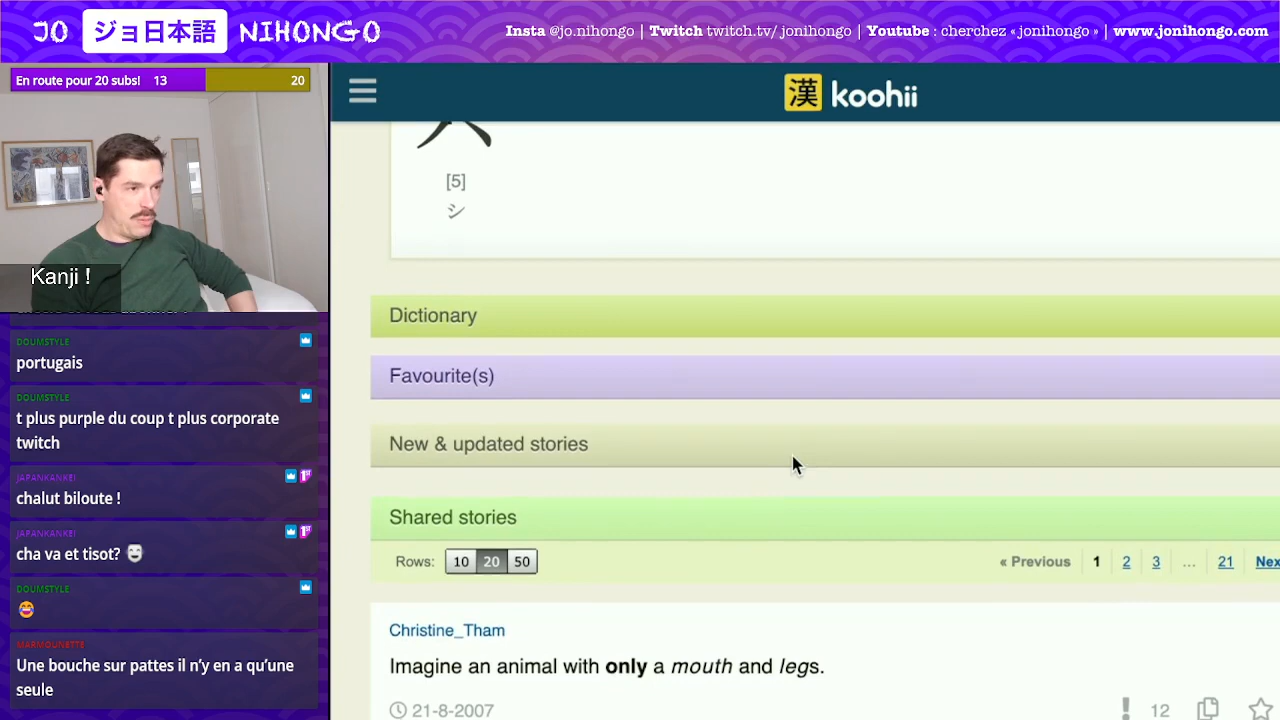 JO ジョ日本語 NIHONGO
Insta @jo.nihongo | Twitch twitch.tv/ jonihongo | Youtube : cherchez « jonihongo » | www.jonihongo.com
En route pour 20 subs! 13 20
Kanji !
DOUMSTYLE
portugais
DOUMSTYLE
t plus purple du coup t plus corporate
twitch
JAPANKANKEI
chalut biloute !
JAPANKANKEI
cha va et tisot?
DOUMSTYLE
MARMOUNETTE
Une bouche sur pattes il n'y en a qu'une
seule
漢 koohii
[5]
シ
Dictionary
Favourite(s)
New & updated stories
Shared stories
Rows: 10 20 50 « Previous 1 2 3 ... 21 Nex
Christine_Tham
Imagine an animal with only a mouth and legs.
21-8-2007 12